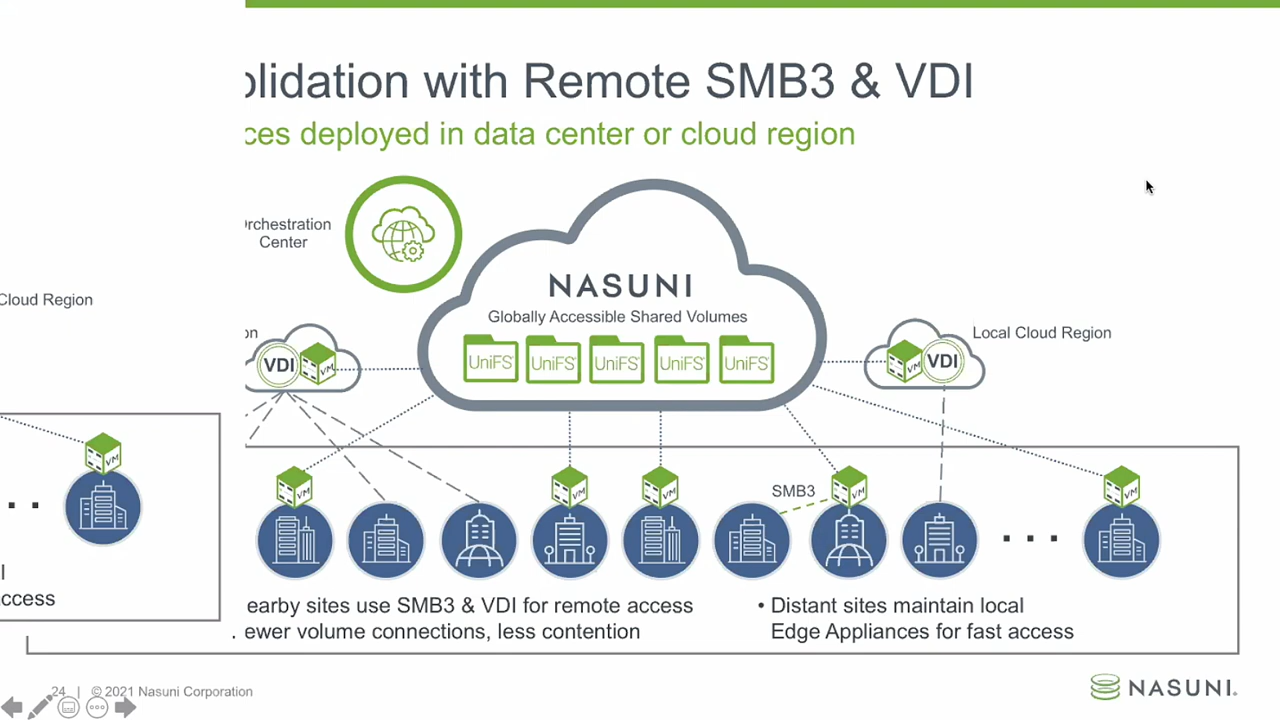 olidation with Remote SMB3 & VDI
ces deployed in data center or cloud region
rchestration
Center
NASUNI
Globally Accessible Shared Volumes
UniFS UniFS UniFS UniFS UniFS
Cloud Region
on
VDI VM
VM VDI
Local Cloud Region
VM
VM
VM
VM
SMB3
VM
VM
l
ccess
earby sites use SMB3 & VDI for remote access
. ewer volume connections, less contention
• Distant sites maintain local
Edge Appliances for fast access
24 | © 2021 Nasuni Corporation
NASUNI.